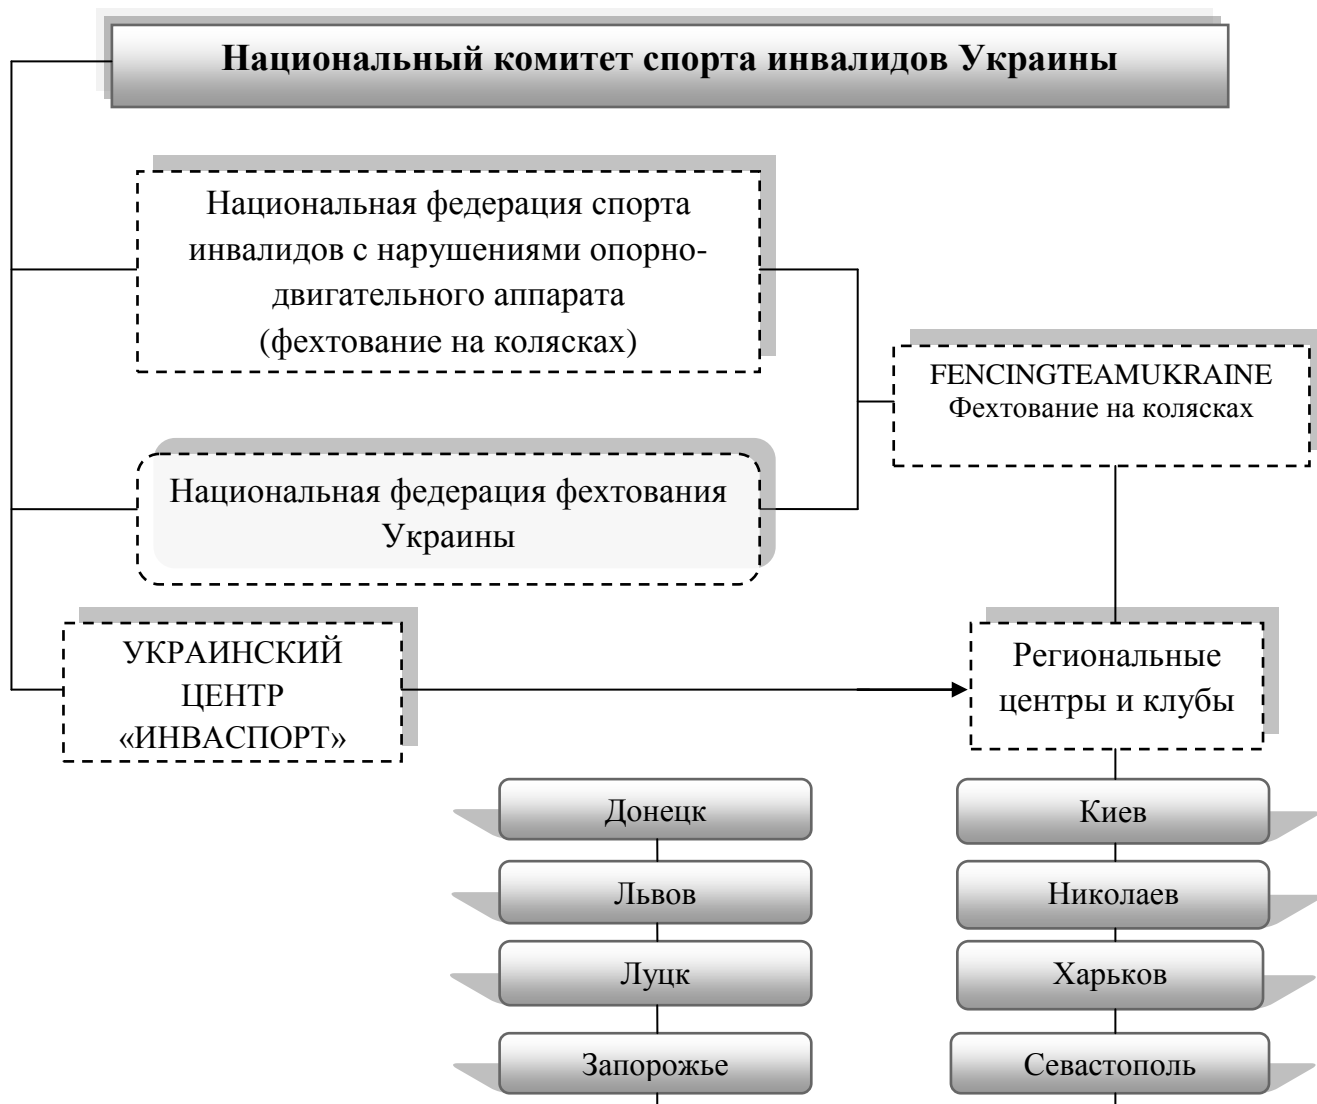 Национальный комитет спорта инвалидов Украины
Национальная федерация спорта
инвалидов с нарушениями опорно-
двигательного аппарата
(фехтование на колясках)
FENCINGTEAMUKRAINE
Фехтование на колясках
Национальная федерация фехтования
Украины
УКРАИНСКИЙ
ЦЕНТР
«ИНВАСПОРТ»
Региональные
центры и клубы
Донецк
Киев
Львов
Николаев
Луцк
Харьков
Запорожье
Севастополь